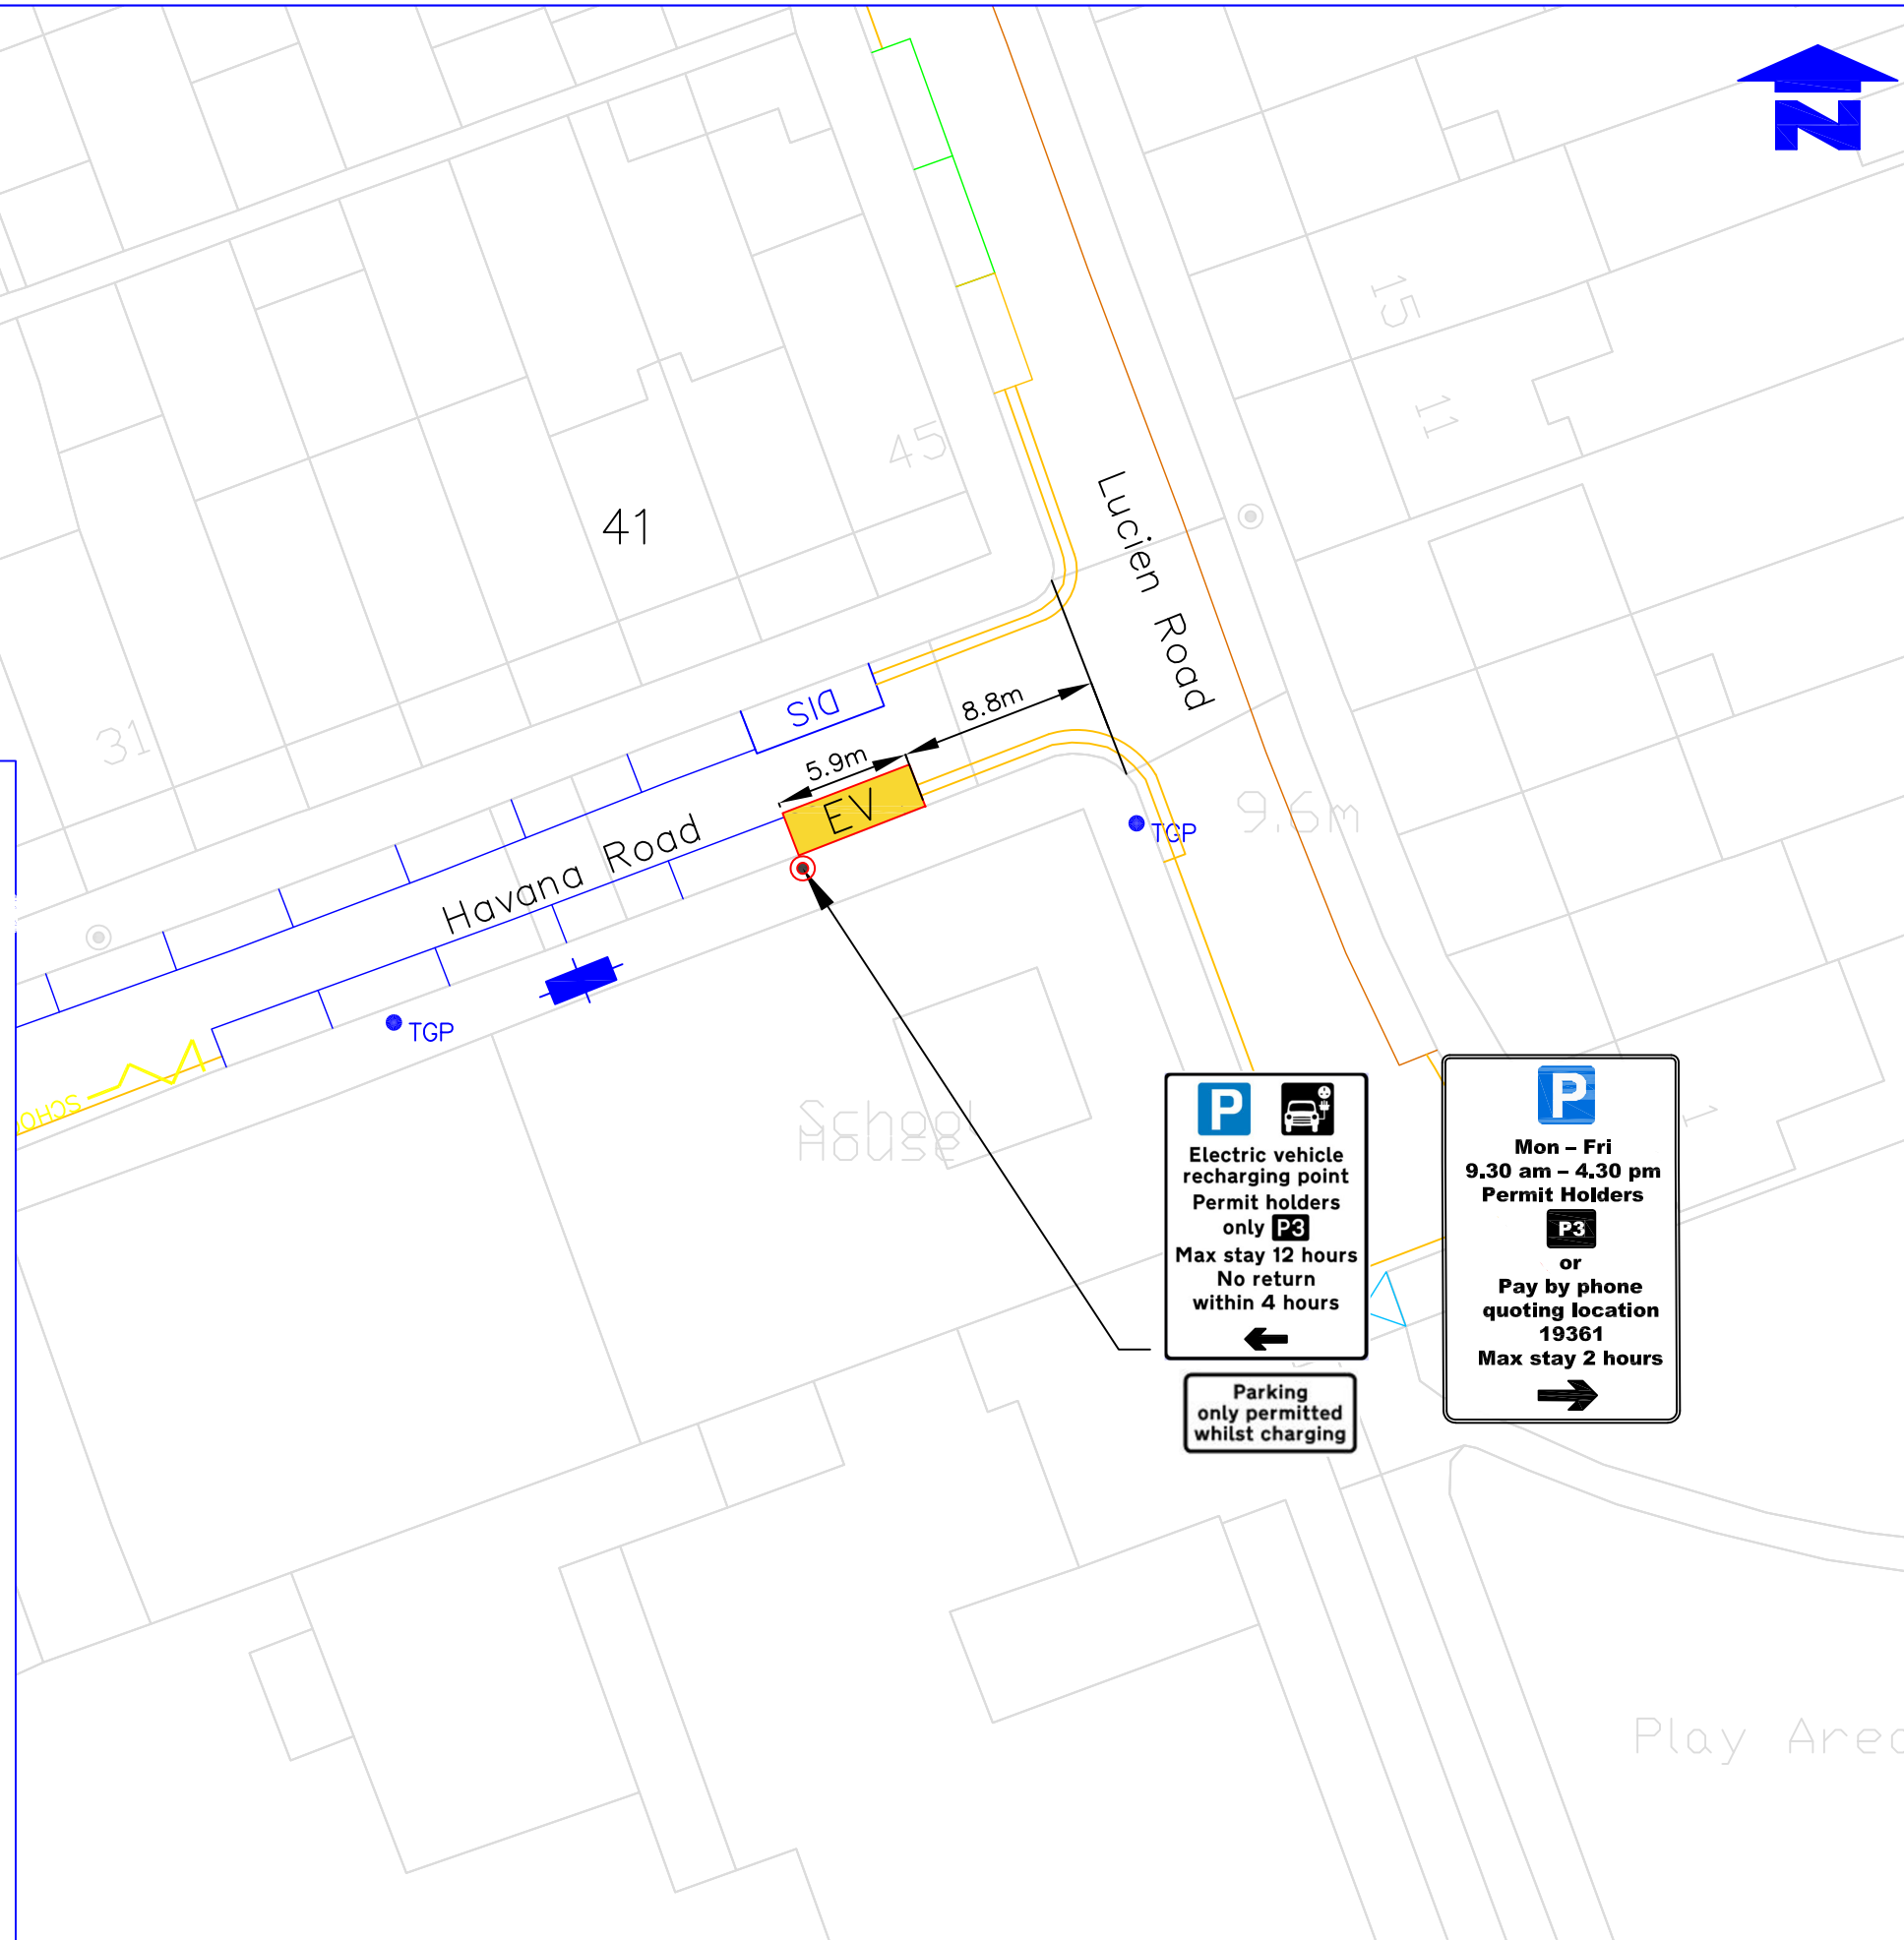 N
15
11
45
41
Lucien Road
31
DIS
8.8m
5.9m
EV
9.6m
TGP
Havana Road
TGP
School
House
1
P
Electric vehicle
recharging point
Permit holders
only P3
Max stay 12 hours
No return
within 4 hours
Parking
only permitted
whilst charging
P
Mon – Fri
9.30 am – 4.30 pm
Permit Holders
P3
or
Pay by phone
quoting location
19361
Max stay 2 hours
Play Area